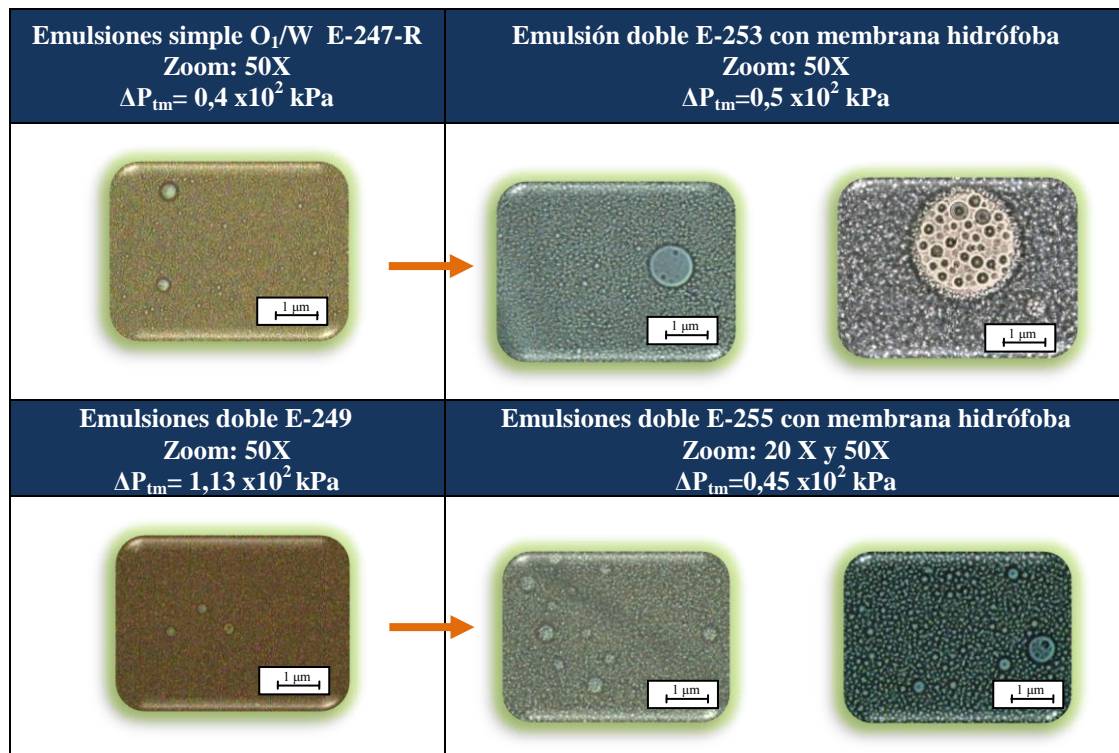 Emulsiones simple O₁/W E-247-R
Zoom: 50X
ΔPₜₘ= 0,4 x10² kPa
Emulsión doble E-253 con membrana hidrófoba
Zoom: 50X
ΔPₜₘ=0,5 x10² kPa
1 μm
1 μm
1 μm
Emulsiones doble E-249
Zoom: 50X
ΔPₜₘ= 1,13 x10² kPa
Emulsiones doble E-255 con membrana hidrófoba
Zoom: 20 X y 50X
ΔPₜₘ=0,45 x10² kPa
1 μm
1 μm
1 μm